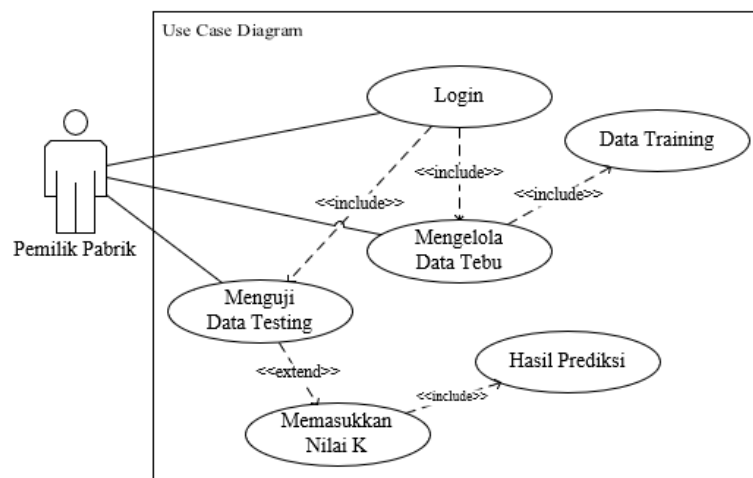 Use Case Diagram
Login
Data Training
<<include>>
<<include>>
<<include>>
Pemilik Pabrik
Mengelola
Data Tebu
Menguji
Data Testing
Hasil Prediksi
<<extend>>
<<include>>
Memasukkan
Nilai K